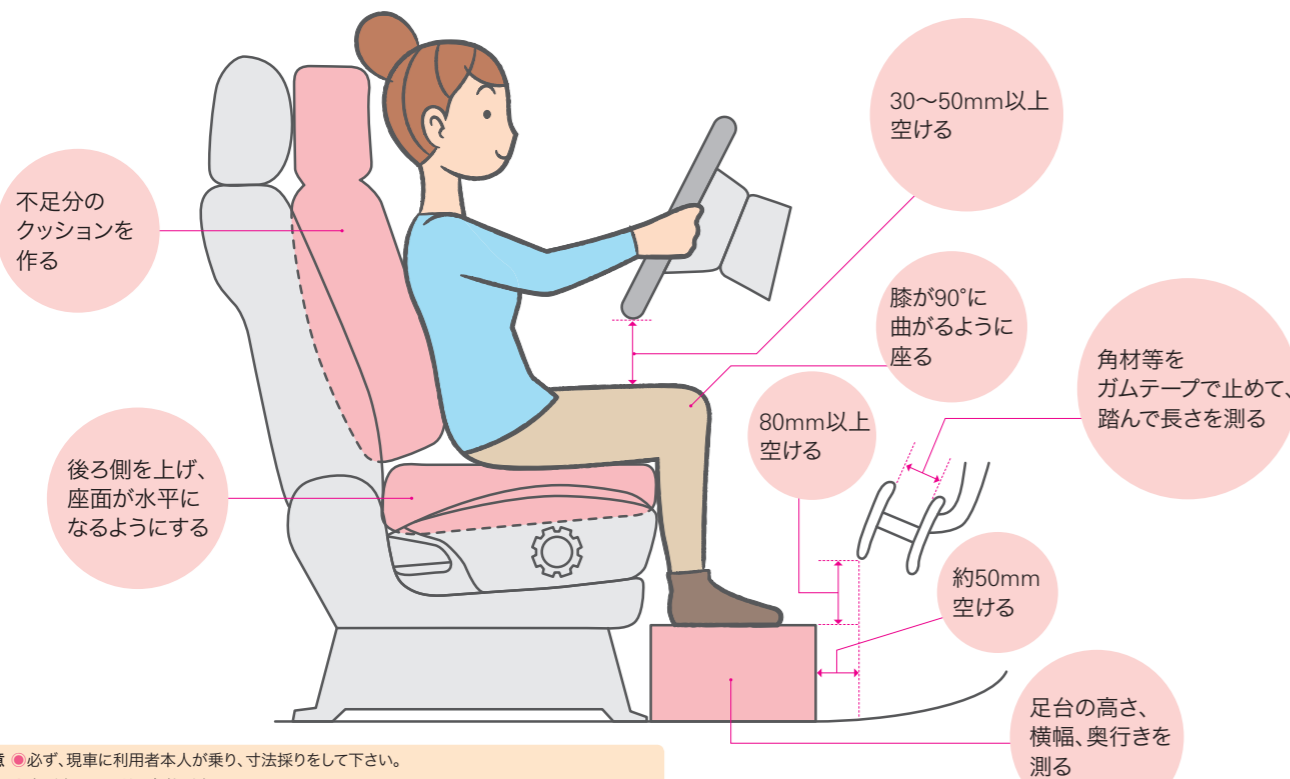 30〜50mm以上
空ける
不足分の
クッションを
作る
膝が90°に
曲がるように
座る
角材等を
ガムテープで止めて、
踏んで長さを測る
80mm以上
空ける
後ろ側を上げ、
座面が水平に
なるようにする
約50mm
空ける
足台の高さ、
横幅、奥行きを
測る
意 ◉必ず、現車に利用者本人が乗り、寸法採りをして下さい。